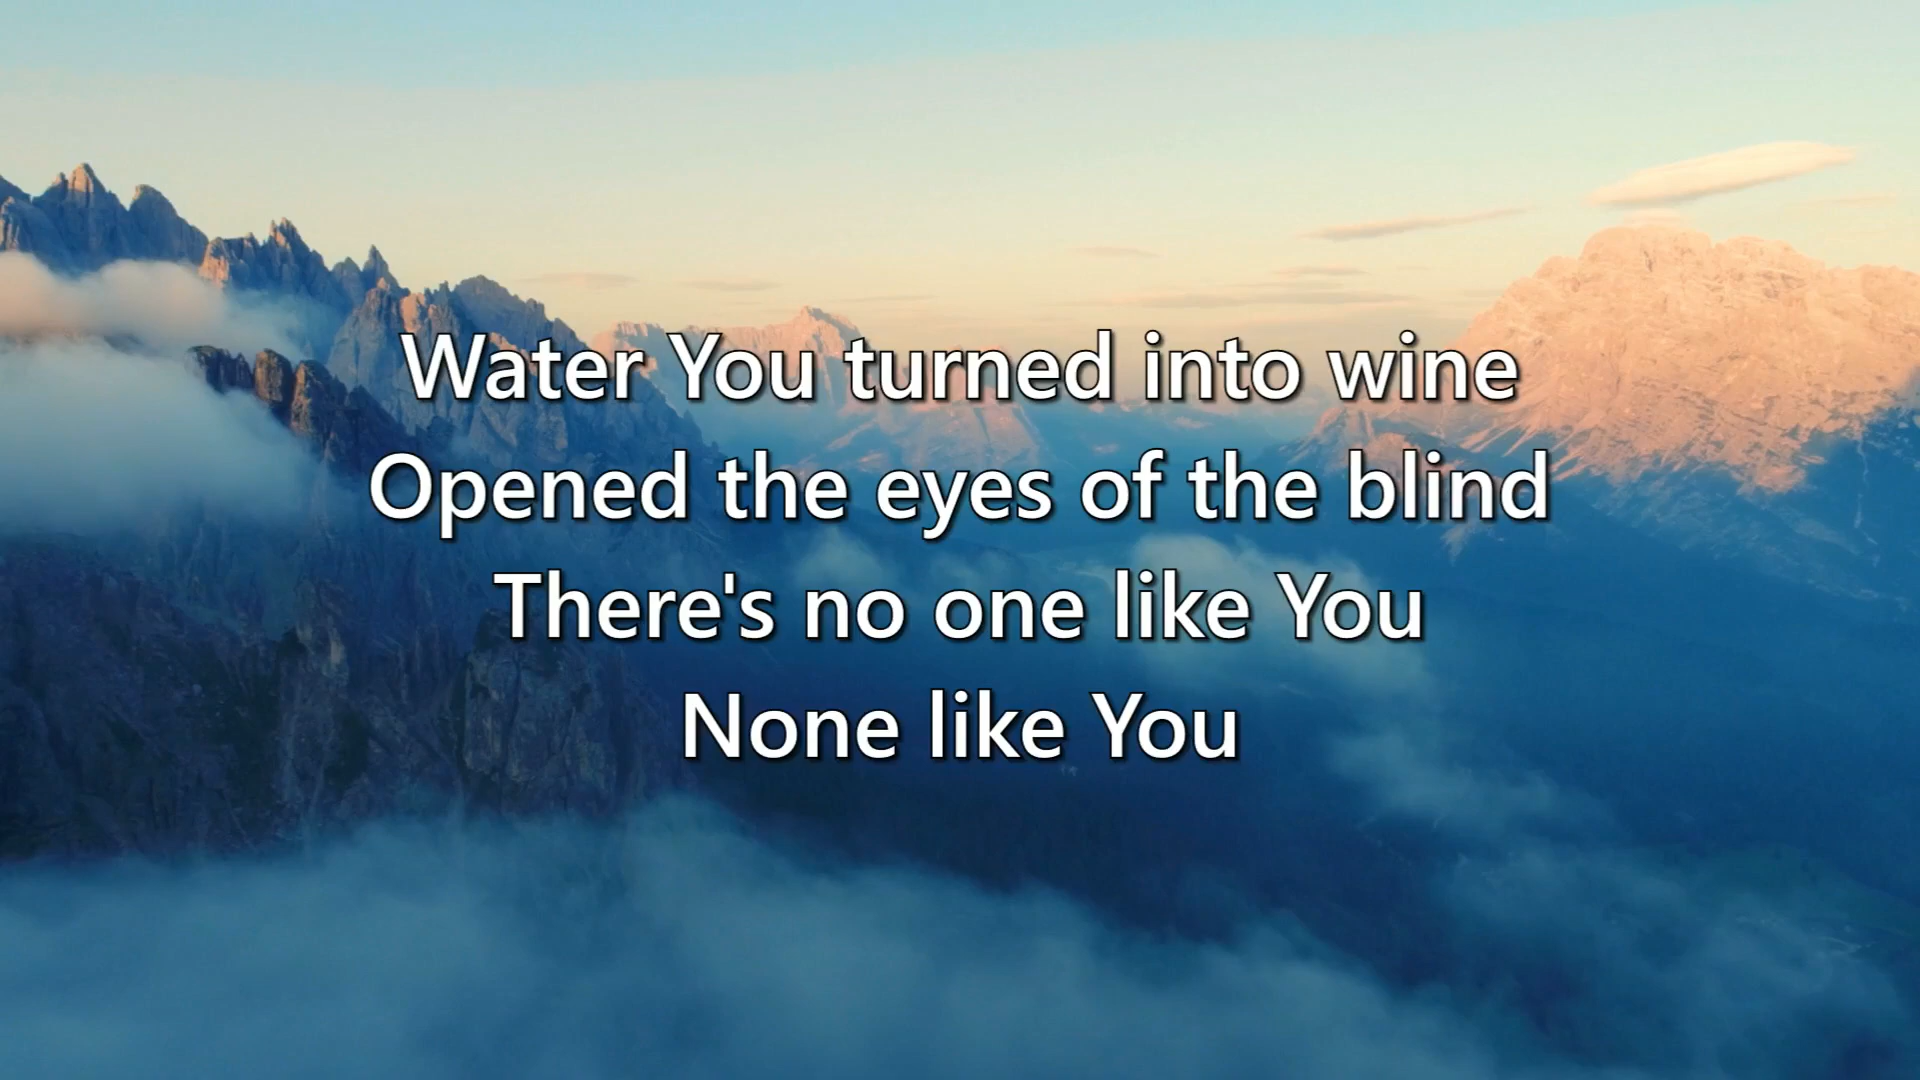 Water You turned into wine
Opened the eyes of the blind
There's no one like You
None like You